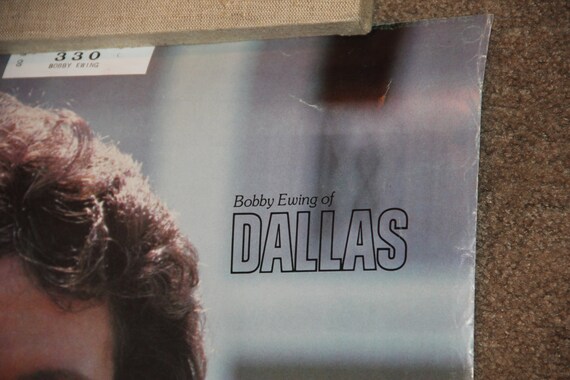 330
BOBBY EWING
Bobby Ewing of
DALLAS